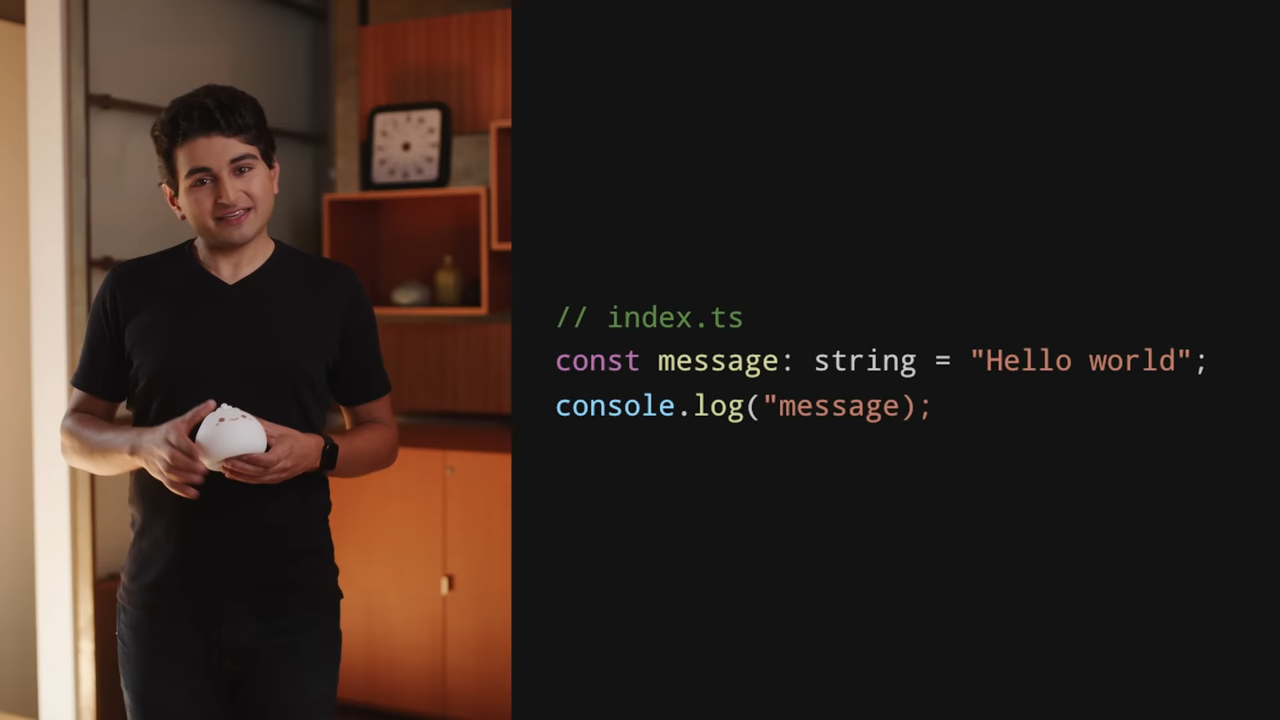 // index.ts
const message: string = "Hello world";
console.log("message);